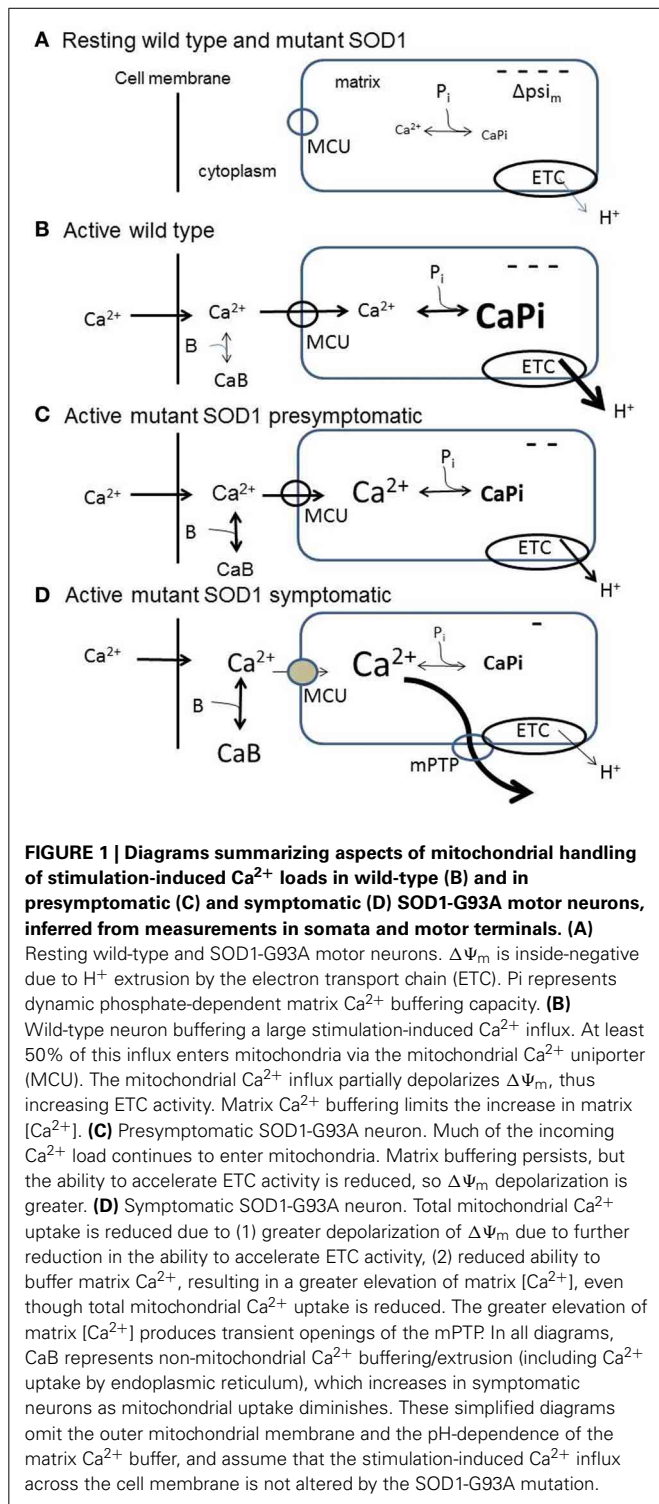 A Resting wild type and mutant SOD1
Cell membrane
matrix
Pi
− − − −
Δpsim
Ca2+
CaPi
MCU
cytoplasm
ETC
H+
B Active wild type
Ca2+
Ca2+
Ca2+
Pi
− − −
CaPi
B
MCU
CaB
ETC
H+
C Active mutant SOD1 presymptomatic
Ca2+
Ca2+
Ca2+
Pi
− −
CaPi
B
MCU
CaB
ETC
H+
D Active mutant SOD1 symptomatic
Ca2+
Ca2+
Ca2+
Pi
-
CaPi
B
MCU
CaB
ETC
mPTP
H+
FIGURE 1 | Diagrams summarizing aspects of mitochondrial handling
of stimulation-induced Ca2+ loads in wild-type (B) and in
presymptomatic (C) and symptomatic (D) SOD1-G93A motor neurons,
inferred from measurements in somata and motor terminals. (A)
Resting wild-type and SOD1-G93A motor neurons. ΔΨm is inside-negative
due to H+ extrusion by the electron transport chain (ETC). Pi represents
dynamic phosphate-dependent matrix Ca2+ buffering capacity. (B)
Wild-type neuron buffering a large stimulation-induced Ca2+ influx. At least
50% of this influx enters mitochondria via the mitochondrial Ca2+ uniporter
(MCU). The mitochondrial Ca2+ influx partially depolarizes ΔΨm, thus
increasing ETC activity. Matrix Ca2+ buffering limits the increase in matrix
[Ca2+]. (C) Presymptomatic SOD1-G93A neuron. Much of the incoming
Ca2+ load continues to enter mitochondria. Matrix buffering persists, but
the ability to accelerate ETC activity is reduced, so ΔΨm depolarization is
greater. (D) Symptomatic SOD1-G93A neuron. Total mitochondrial Ca2+
uptake is reduced due to (1) greater depolarization of ΔΨm due to further
reduction in the ability to accelerate ETC activity, (2) reduced ability to
buffer matrix Ca2+, resulting in a greater elevation of matrix [Ca2+], even
though total mitochondrial Ca2+ uptake is reduced. The greater elevation of
matrix [Ca2+] produces transient openings of the mPTP. In all diagrams,
CaB represents non-mitochondrial Ca2+ buffering/extrusion (including Ca2+
uptake by endoplasmic reticulum), which increases in symptomatic
neurons as mitochondrial uptake diminishes. These simplified diagrams
omit the outer mitochondrial membrane and the pH-dependence of the
matrix Ca2+ buffer, and assume that the stimulation-induced Ca2+ influx
across the cell membrane is not altered by the SOD1-G93A mutation.